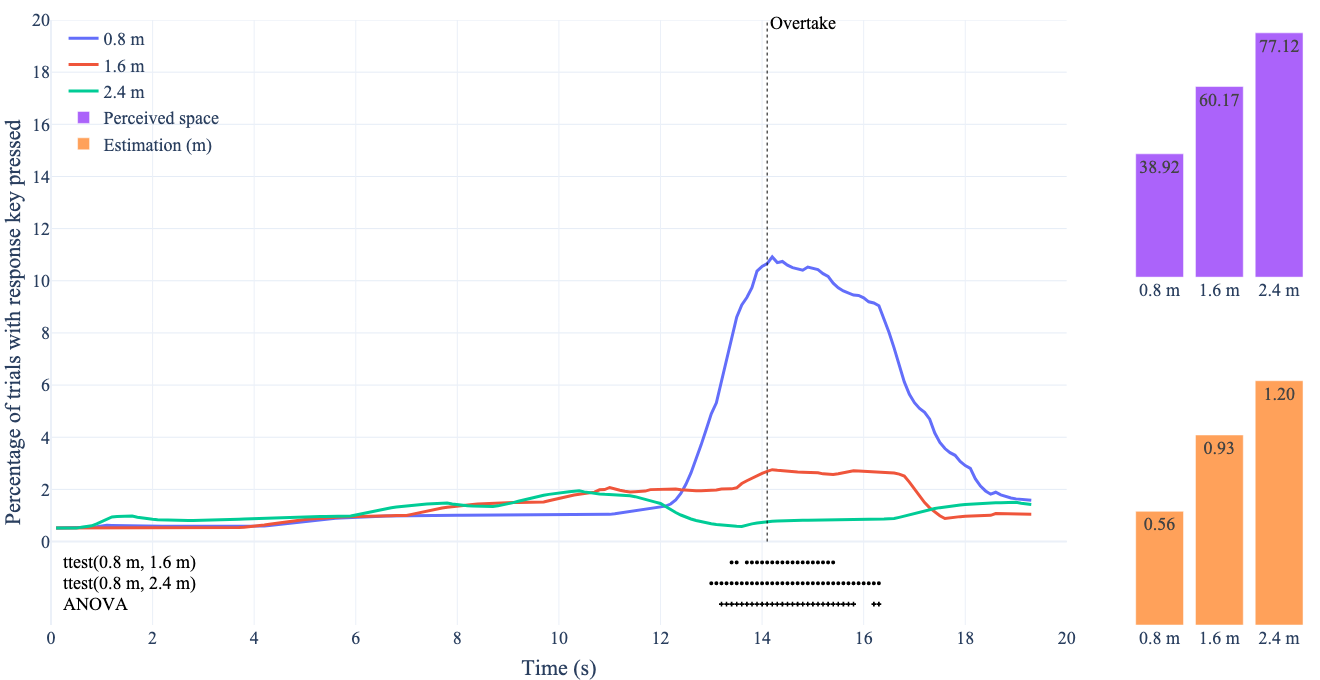 Percentage of trials with response key pressed
20
18
16
14
12
10
8
6
4
2
0
0.8 m
1.6 m
2.4 m
Perceived space
Estimation (m)
Overtake
ttest(0.8 m, 1.6 m)
ttest(0.8 m, 2.4 m)
ANOVA
0 2 4 6 8 10 12 14 16 18 20
Time (s)
38.92 60.17 77.12
0.8 m 1.6 m 2.4 m
0.56 0.93 1.20
0.8 m 1.6 m 2.4 m